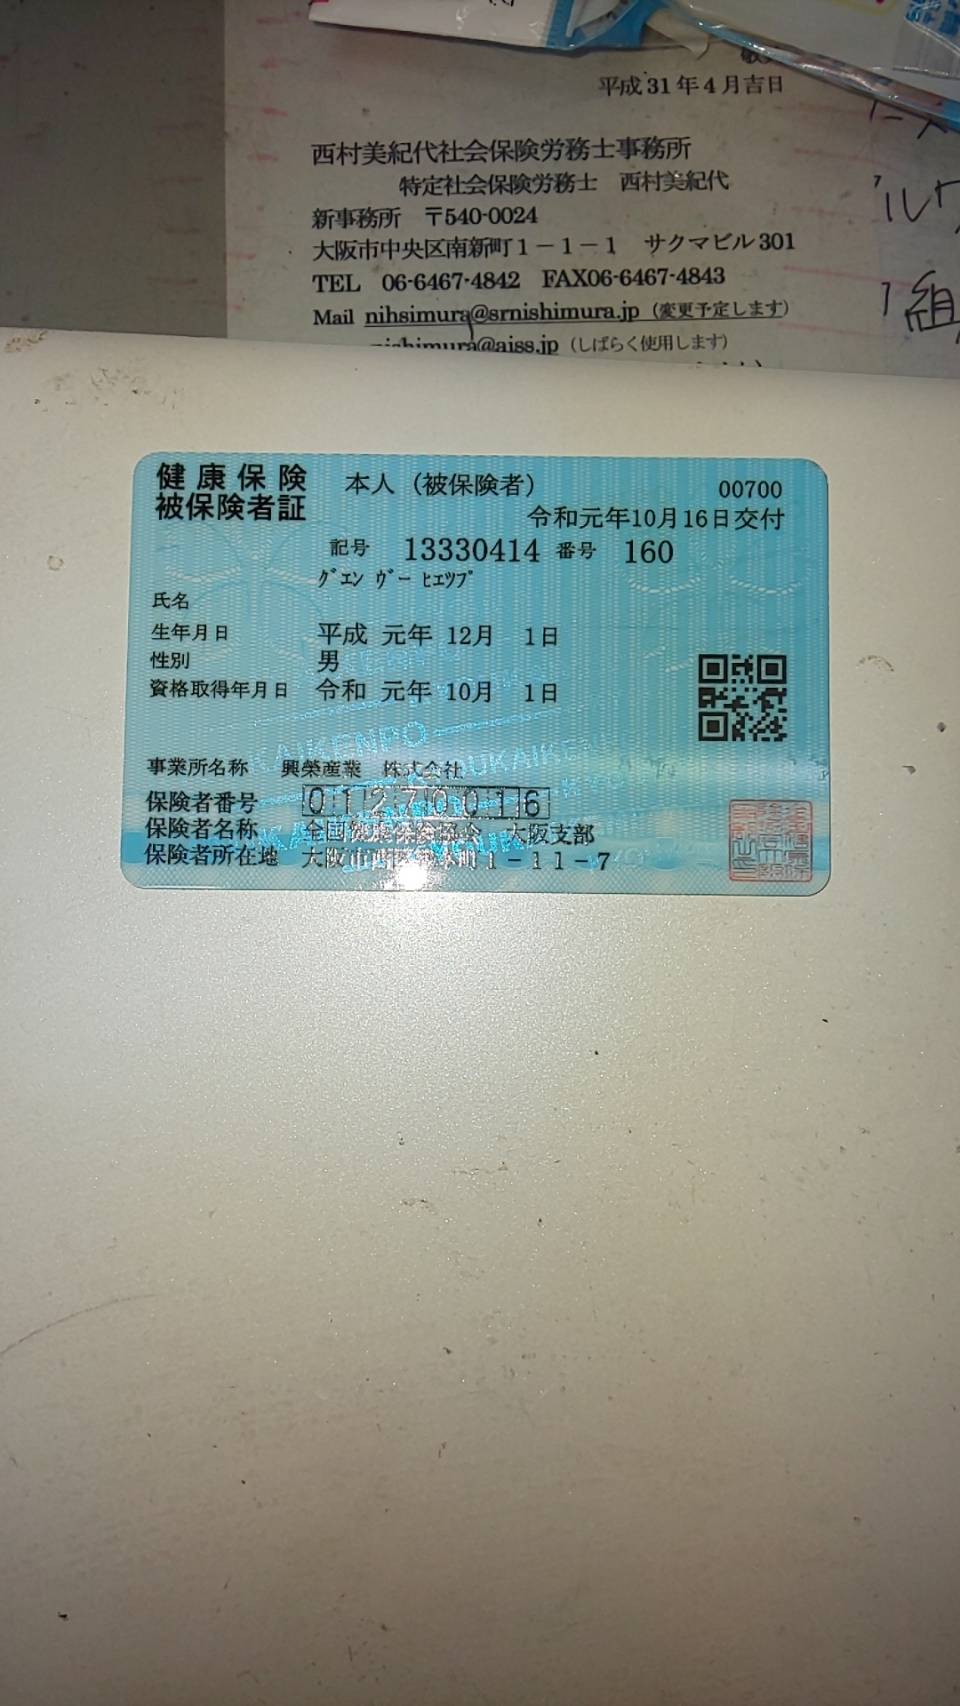 平成31年4月吉日
西村美紀代社会保険労務士事務所
特定社会保険労務士 西村美紀代
新事務所 〒540-0024
大阪市中央区南新町1-1-1 サクマビル301
TEL 06-6467-4842 FAX06-6467-4843
Mail nihsimura@srnishimura.jp (変更予定します)
nishimura@aiss.jp (しばらく使用します)
ルワ
組
健康保険 本人(被保険者) 00700
被保険者証 令和元年10月16日交付
記号 13330414 番号 160
グエン ヴー ヒエツプ
氏名
生年月日 平成 元年 12月 1日
性別 男
資格取得年月日 令和 元年 10月 1日
事業所名称 興榮産業 株式会社
保険者番号 01270016
保険者名称 全国健康保険協会 大阪支部
保険者所在地 大阪市西区 町1-11-7